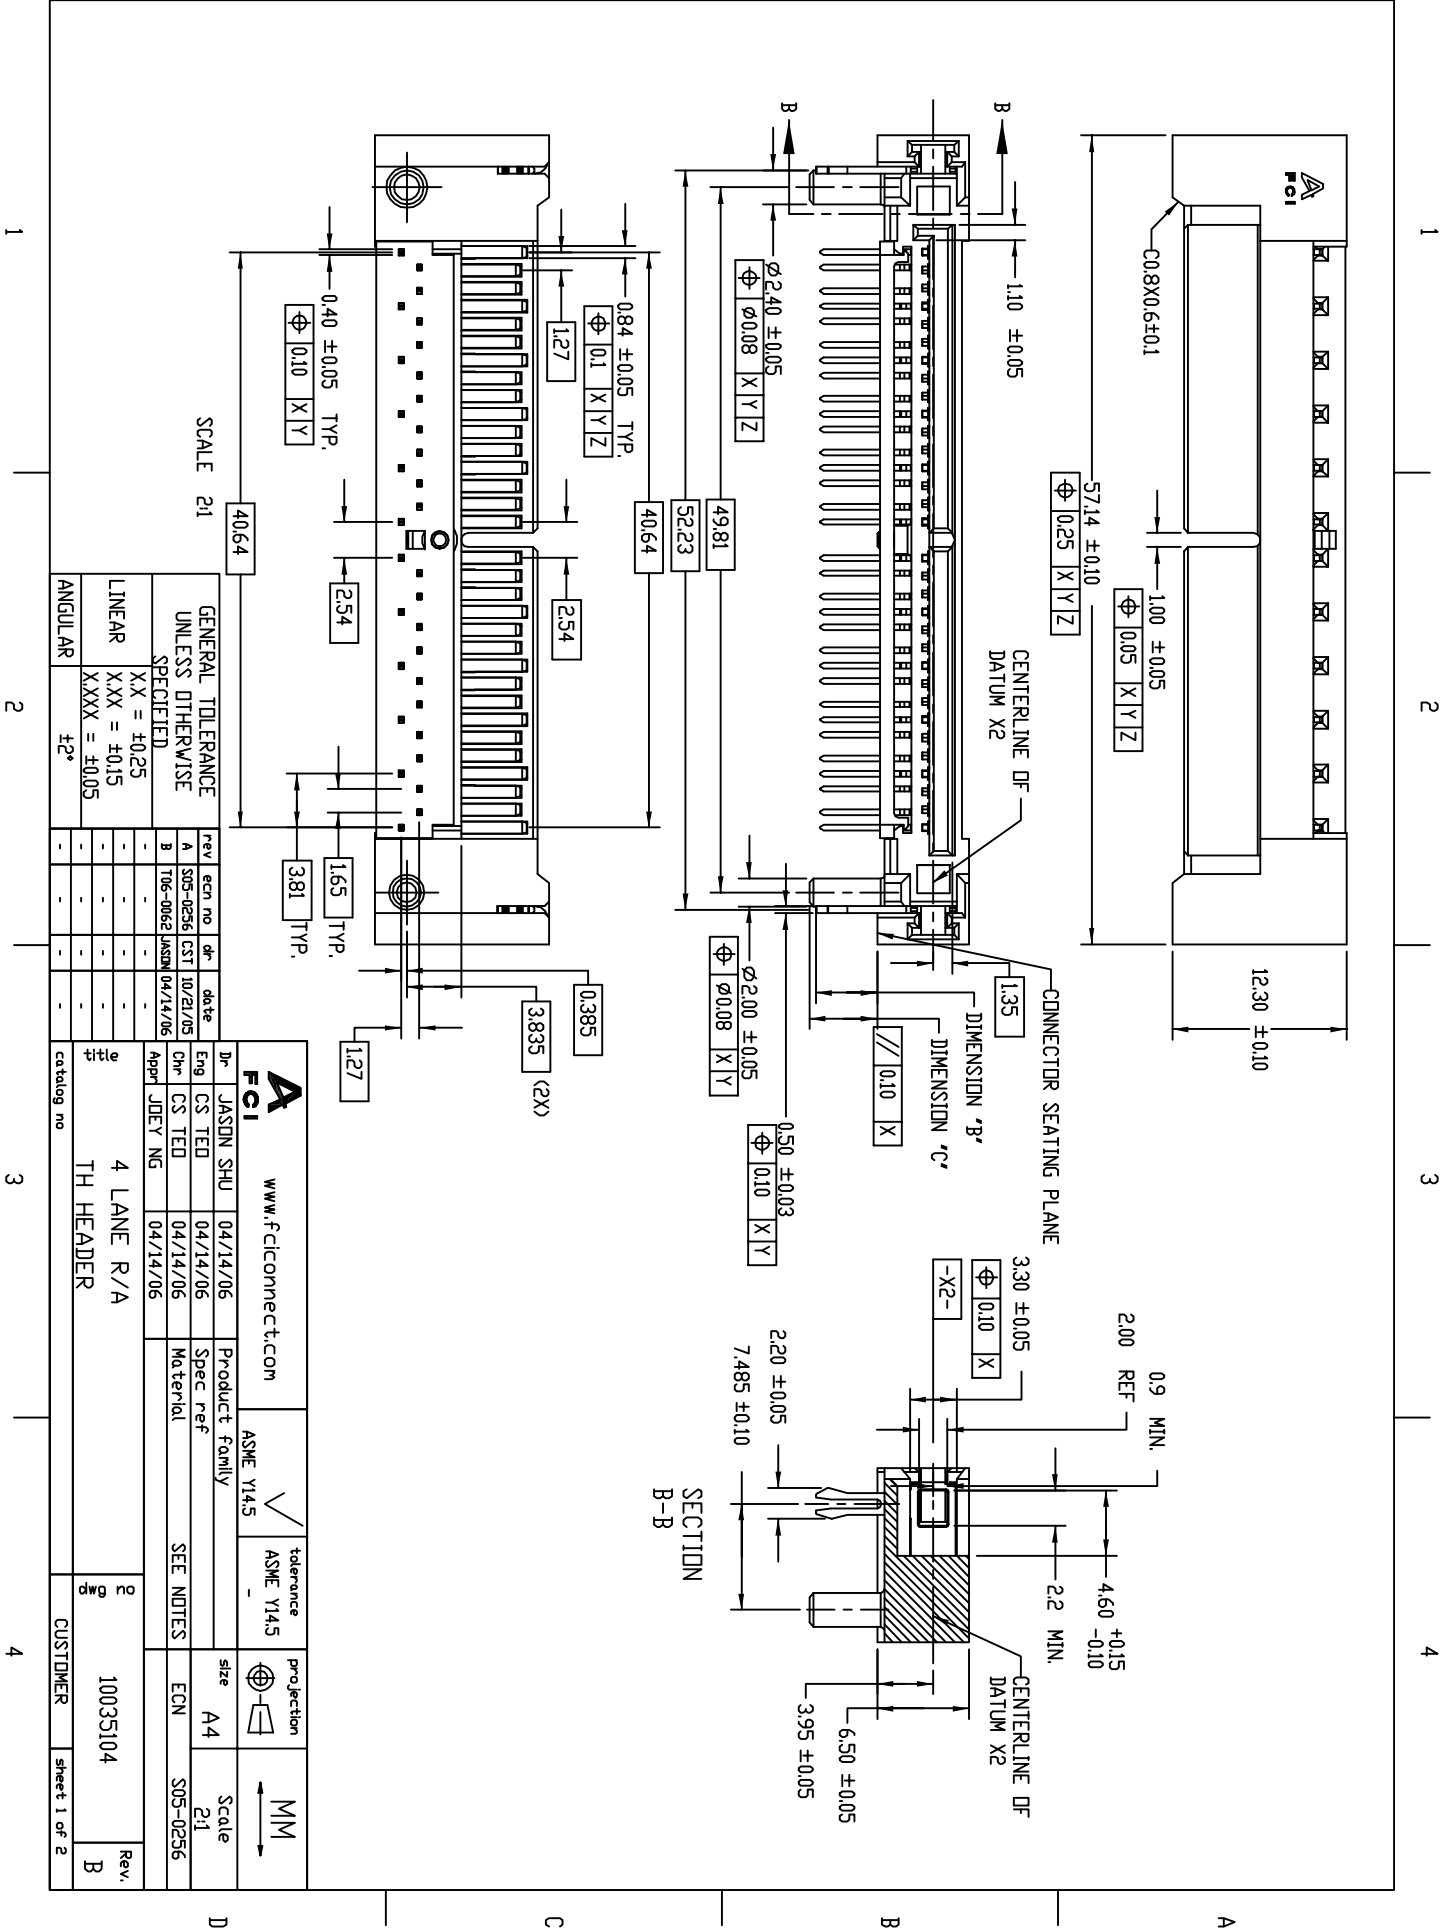 1
2
3
4
A
B
C
D
FCI
C0.8X0.6±0.1
57.14 ±0.10
⌖ 0.25 X Y Z
1.00 ±0.05
⌖ 0.05 X Y Z
12.30 ±0.10
B
B
1.10 ±0.05
Ø2.40 ±0.05
⌖ Ø0.08 X Y Z
49.81
52.23
CENTERLINE OF
DATUM X2
1.35
CONNECTOR SEATING PLANE
DIMENSION 'B'
DIMENSION 'C'
// 0.10 X
Ø2.00 ±0.05
⌖ Ø0.08 X Y
0.50 ±0.03
⌖ 0.10 X Y
0.9 MIN.
2.00 REF
3.30 ±0.05
⌖ 0.10 X
-X2-
2.20 ±0.05
7.485 ±0.10
4.60 +0.15
-0.10
2.2 MIN.
CENTERLINE OF
DATUM X2
6.50 ±0.05
3.95 ±0.05
SECTION
B-B
40.64
0.84 ±0.05 TYP.
⌖ 0.1 X Y Z
1.27
2.54
0.40 ±0.05 TYP.
⌖ 0.10 X Y
2.54
40.64
1.65 TYP.
3.81 TYP.
0.385
3.835 (2X)
1.27
SCALE 2:1
GENERAL TOLERANCE
UNLESS OTHERWISE
SPECIFIED
LINEAR
X.X = ±0.25
X.XX = ±0.15
X.XXX = ±0.05
ANGULAR ±2°
rev ecn no dr date
A S05-0256 CST 10/21/05
B T06-0062 JASON 04/14/06
- - - -
- - - -
- - - -
- - - -
FCI
www.fciconnect.com
ASME Y14.5
tolerance
ASME Y14.5
-
projection
MM
Dr JASON SHU 04/14/06 Product family
Eng CS TEO 04/14/06 Spec ref
Chr CS TEO 04/14/06 Material SEE NOTES
Appr JOEY NG 04/14/06
size A4
Scale
2:1
ECN S05-0256
title
4 LANE R/A
TH HEADER
dwg no
10035104
Rev.
B
catalog no
CUSTOMER
sheet 1 of 2
1
2
3
4